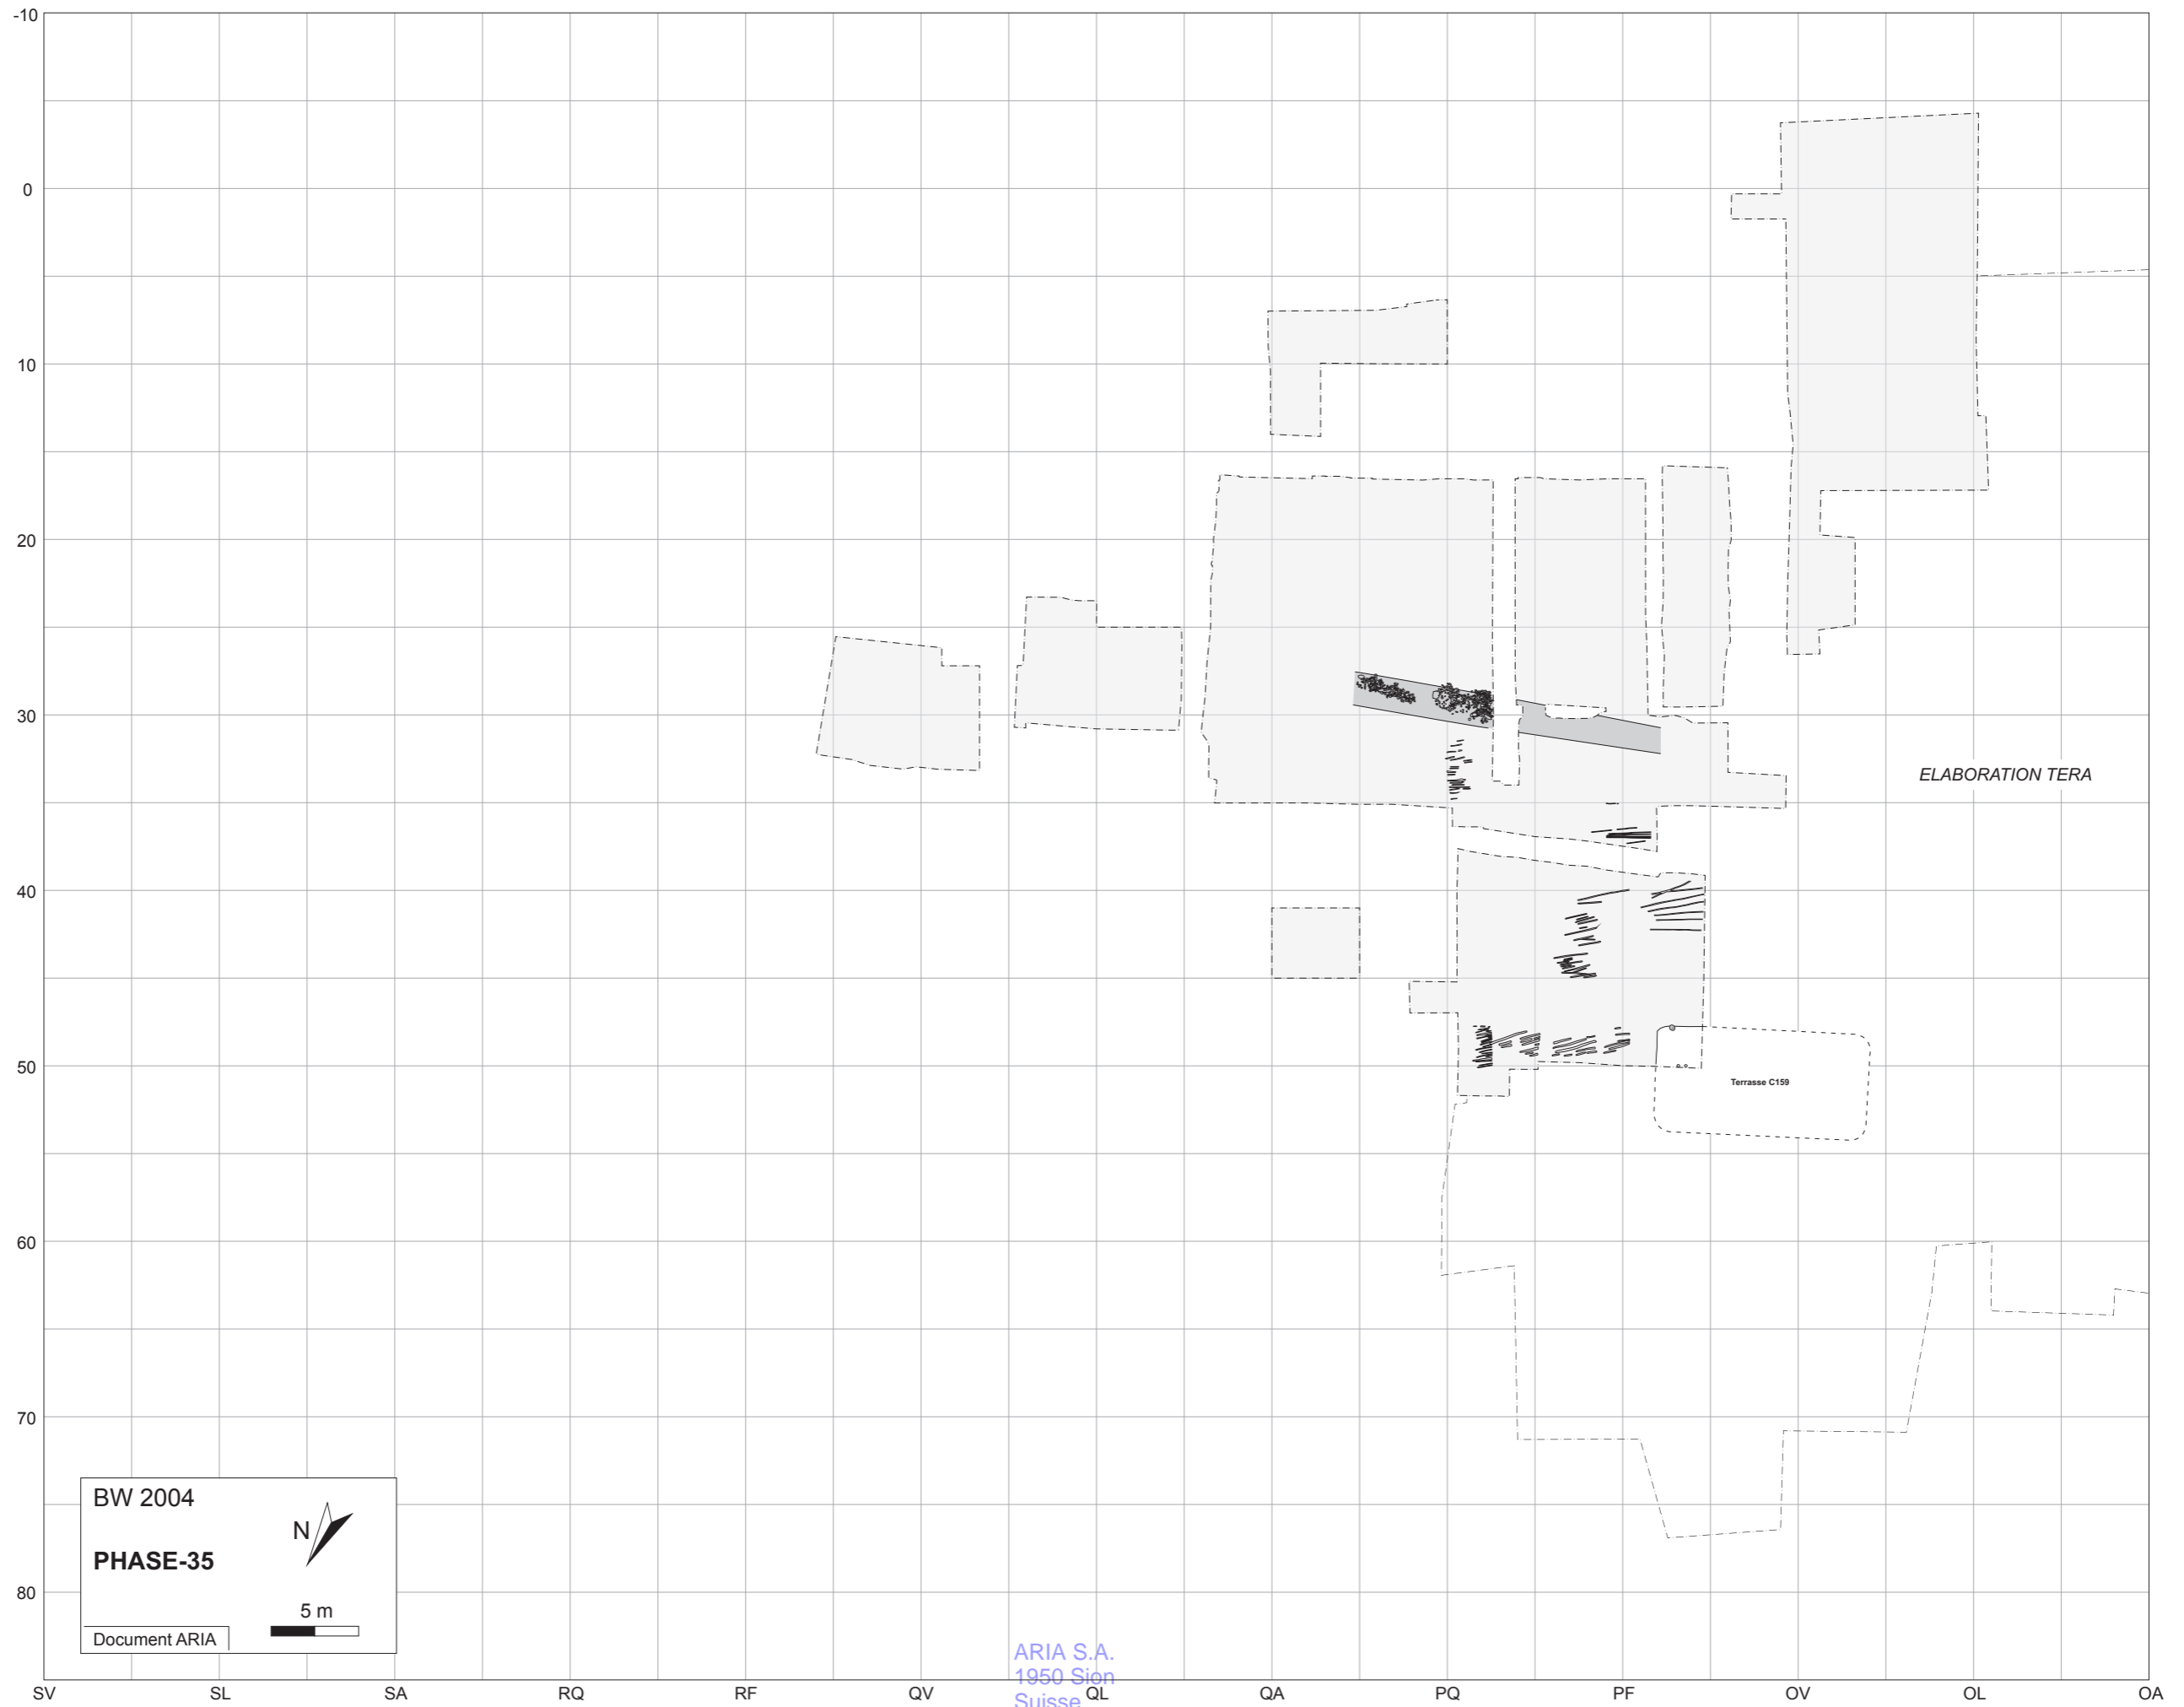 -10
0
10
20
30
ELABORATION TERA
40
50
Terrasse C159
60
70
BW 2004
N
PHASE-35
80
5 m
Document ARIA
ARIA S.A.
1950 Sion
Suisse
SV SL SA RQ RF QV QL QA PQ PF OV OL OA